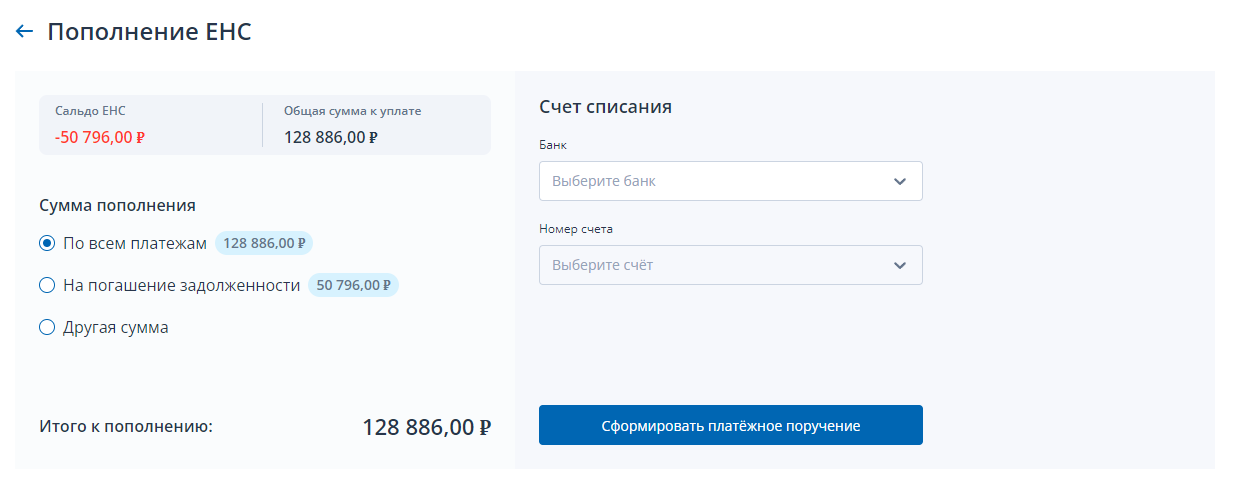 Пополнение ЕНС
Сальдо ЕНС
-50 796,00 ₽
Общая сумма к уплате
128 886,00 ₽
Сумма пополнения
По всем платежам 128 886,00 ₽
На погашение задолженности 50 796,00 ₽
Другая сумма
Итого к пополнению: 128 886,00 ₽
Счет списания
Банк
Выберите банк
Номер счета
Выберите счёт
Сформировать платёжное поручение